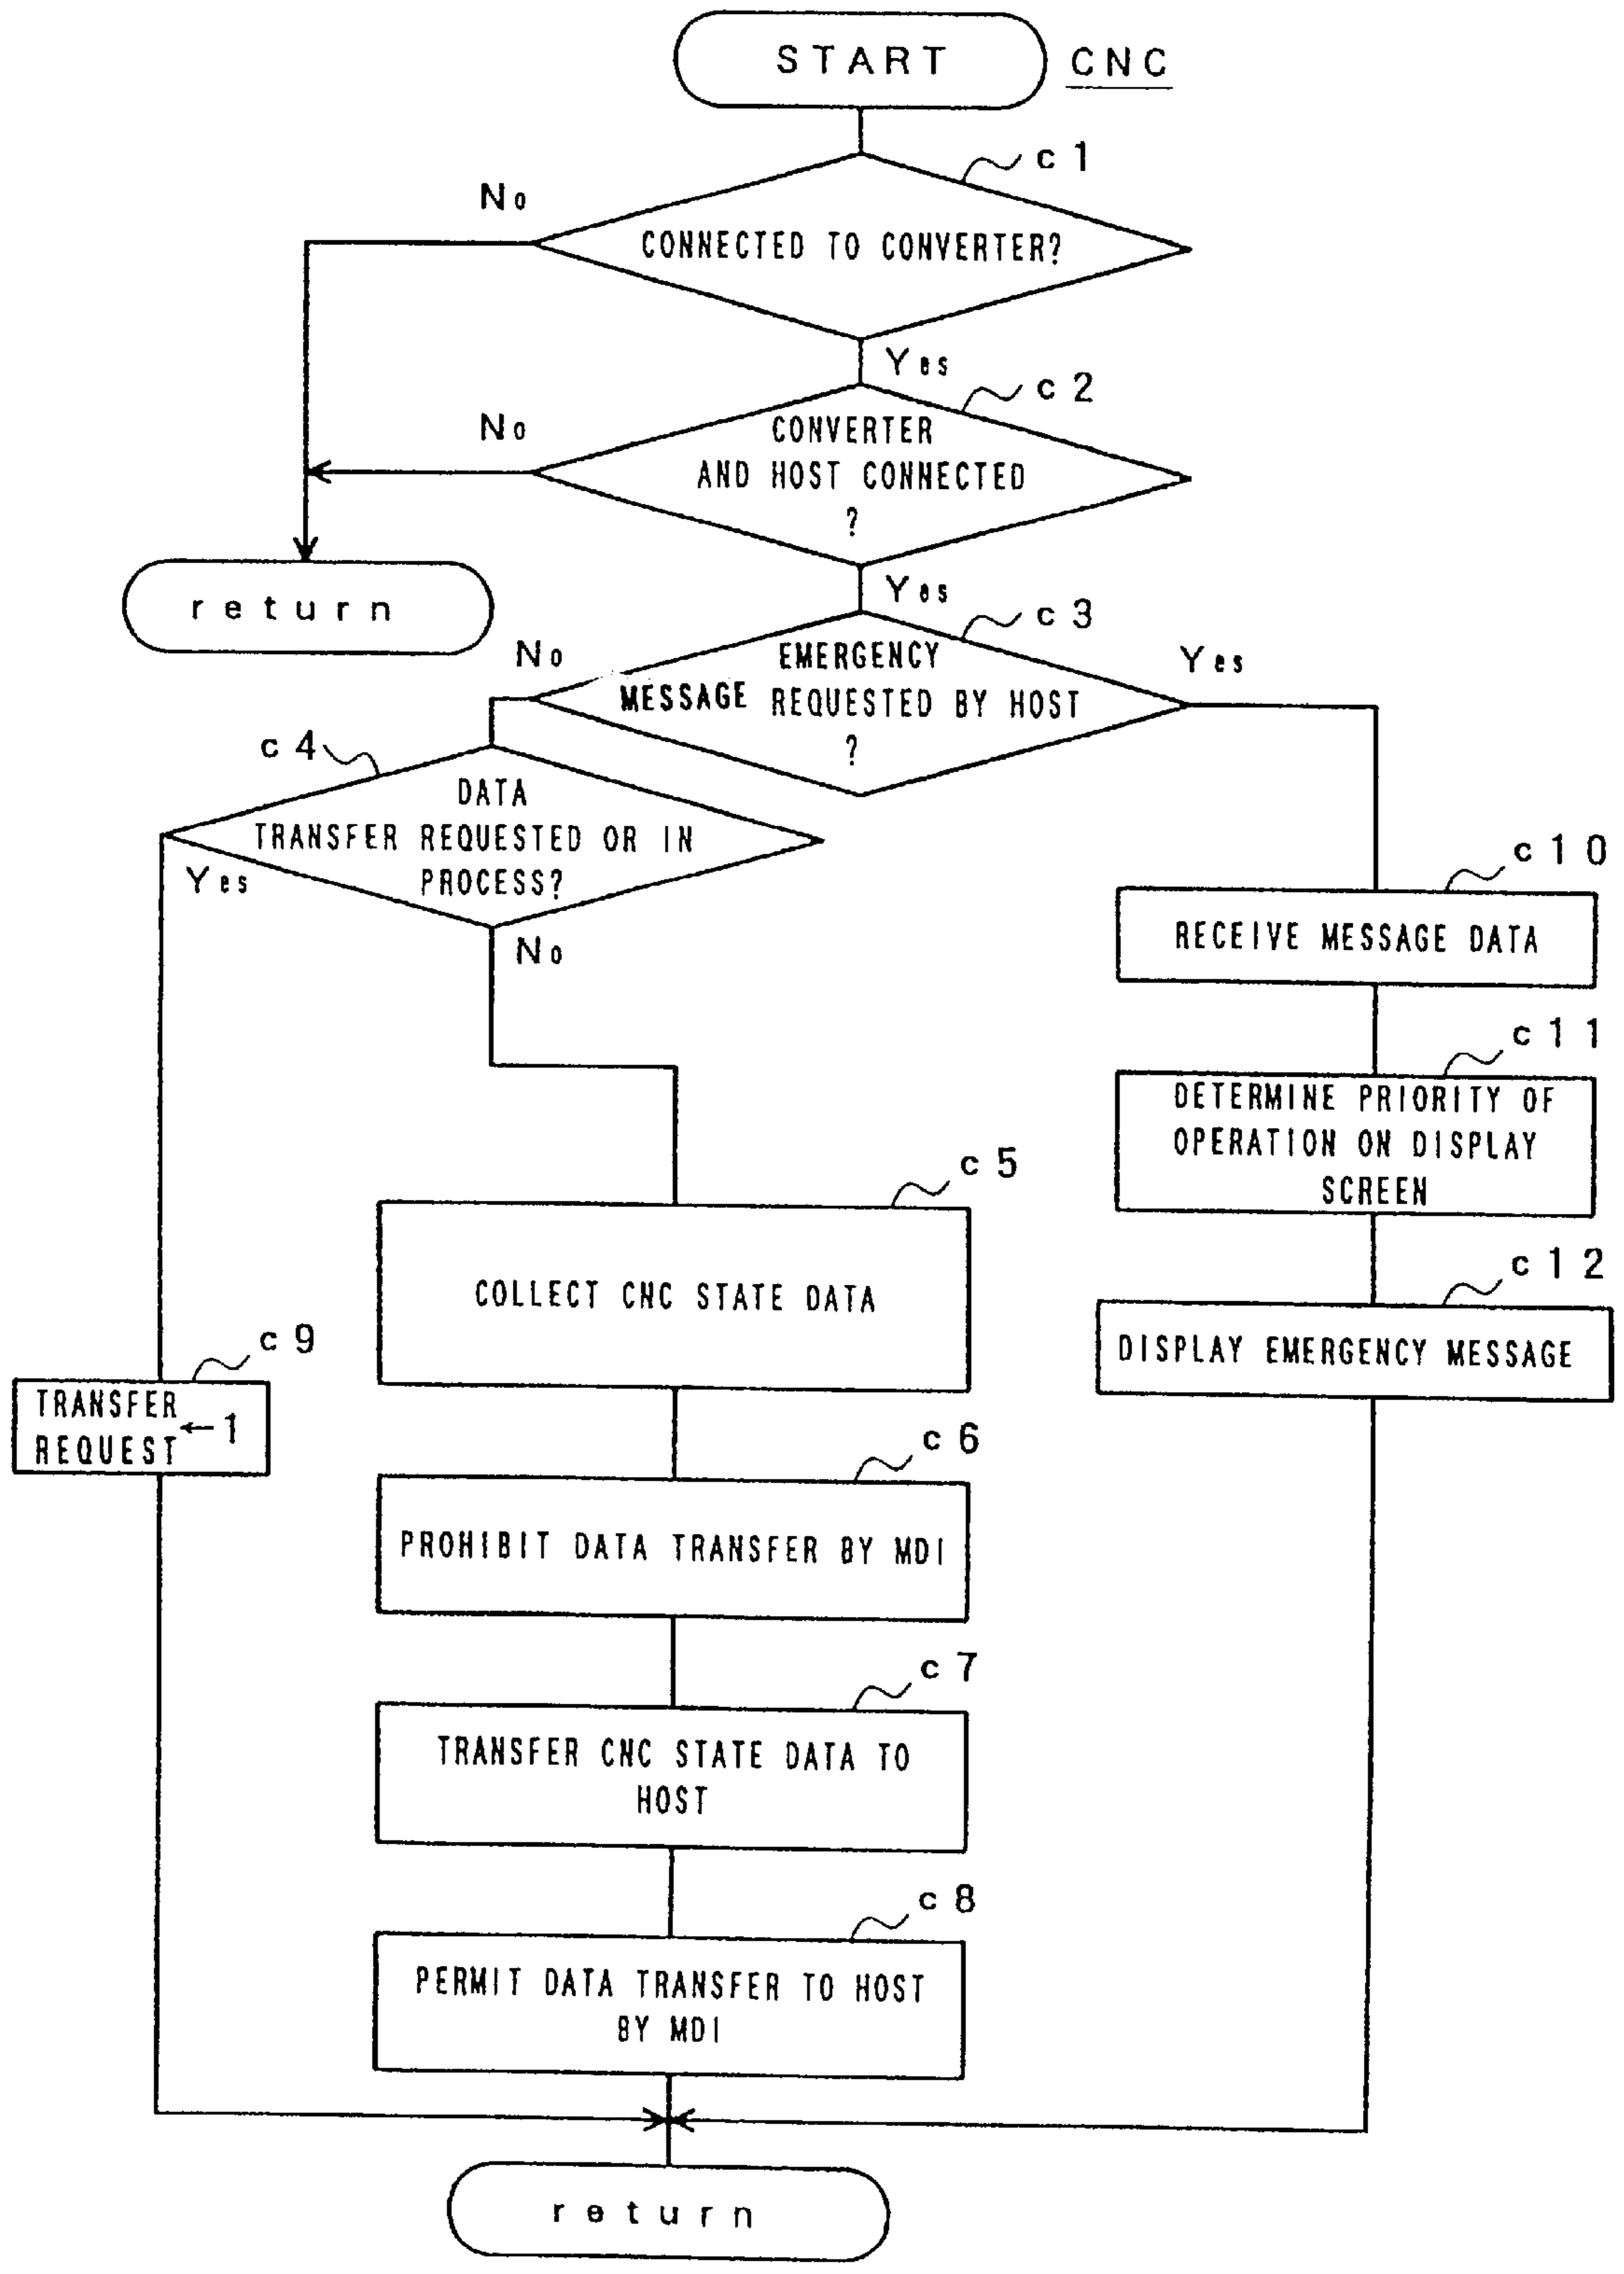 START
CNC
c1
No
CONNECTED TO CONVERTER?
Yes
c2
No
CONVERTER
AND HOST CONNECTED
?
Yes
return
c3
No
EMERGENCY
Yes
MESSAGE REQUESTED BY HOST
?
c4
DATA
TRANSFER REQUESTED OR IN
PROCESS?
Yes
No
c10
RECEIVE MESSAGE DATA
c11
DETERMINE PRIORITY OF
OPERATION ON DISPLAY
SCREEN
c5
COLLECT CNC STATE DATA
c12
DISPLAY EMERGENCY MESSAGE
c9
TRANSFER
REQUEST ←1
c6
PROHIBIT DATA TRANSFER BY MDI
c7
TRANSFER CNC STATE DATA TO
HOST
c8
PERMIT DATA TRANSFER TO HOST
BY MDI
return